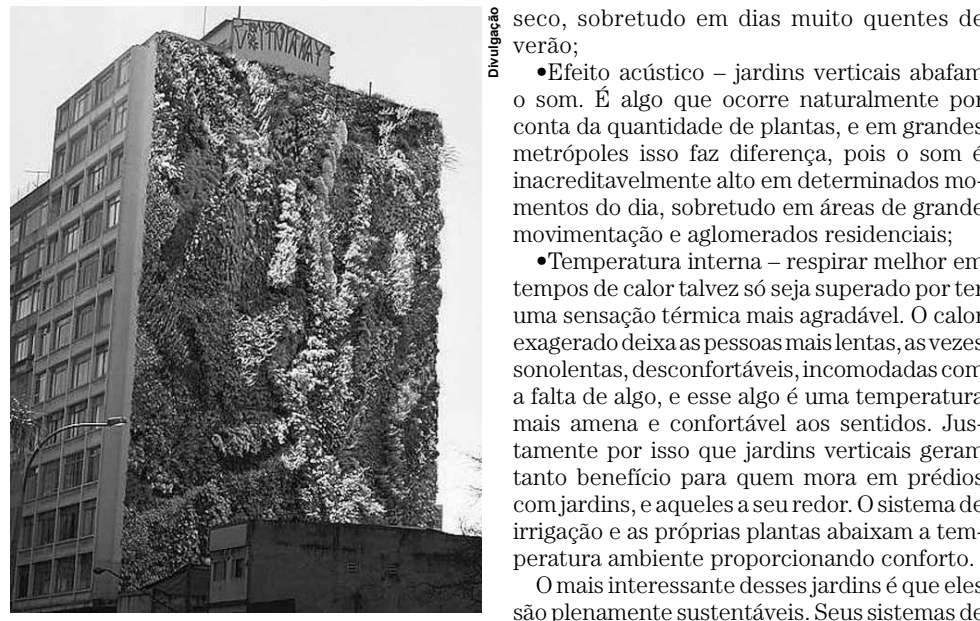 Divulgação
seco, sobretudo em dias muito quentes de
verão;
•Efeito acústico – jardins verticais abafam
o som. É algo que ocorre naturalmente por
conta da quantidade de plantas, e em grandes
metrópoles isso faz diferença, pois o som é
inacreditavelmente alto em determinados mo-
mentos do dia, sobretudo em áreas de grande
movimentação e aglomerados residenciais;
•Temperatura interna – respirar melhor em
tempos de calor talvez só seja superado por ter
uma sensação térmica mais agradável. O calor
exagerado deixa as pessoas mais lentas, as vezes
sonolentas, desconfortáveis, incomodadas com
a falta de algo, e esse algo é uma temperatura
mais amena e confortável aos sentidos. Jus-
tamente por isso que jardins verticais geram
tanto benefício para quem mora em prédios
com jardins, e aqueles a seu redor. O sistema de
irrigação e as próprias plantas abaixam a tem-
peratura ambiente proporcionando conforto.
O mais interessante desses jardins é que eles
são plenamente sustentáveis. Seus sistemas de